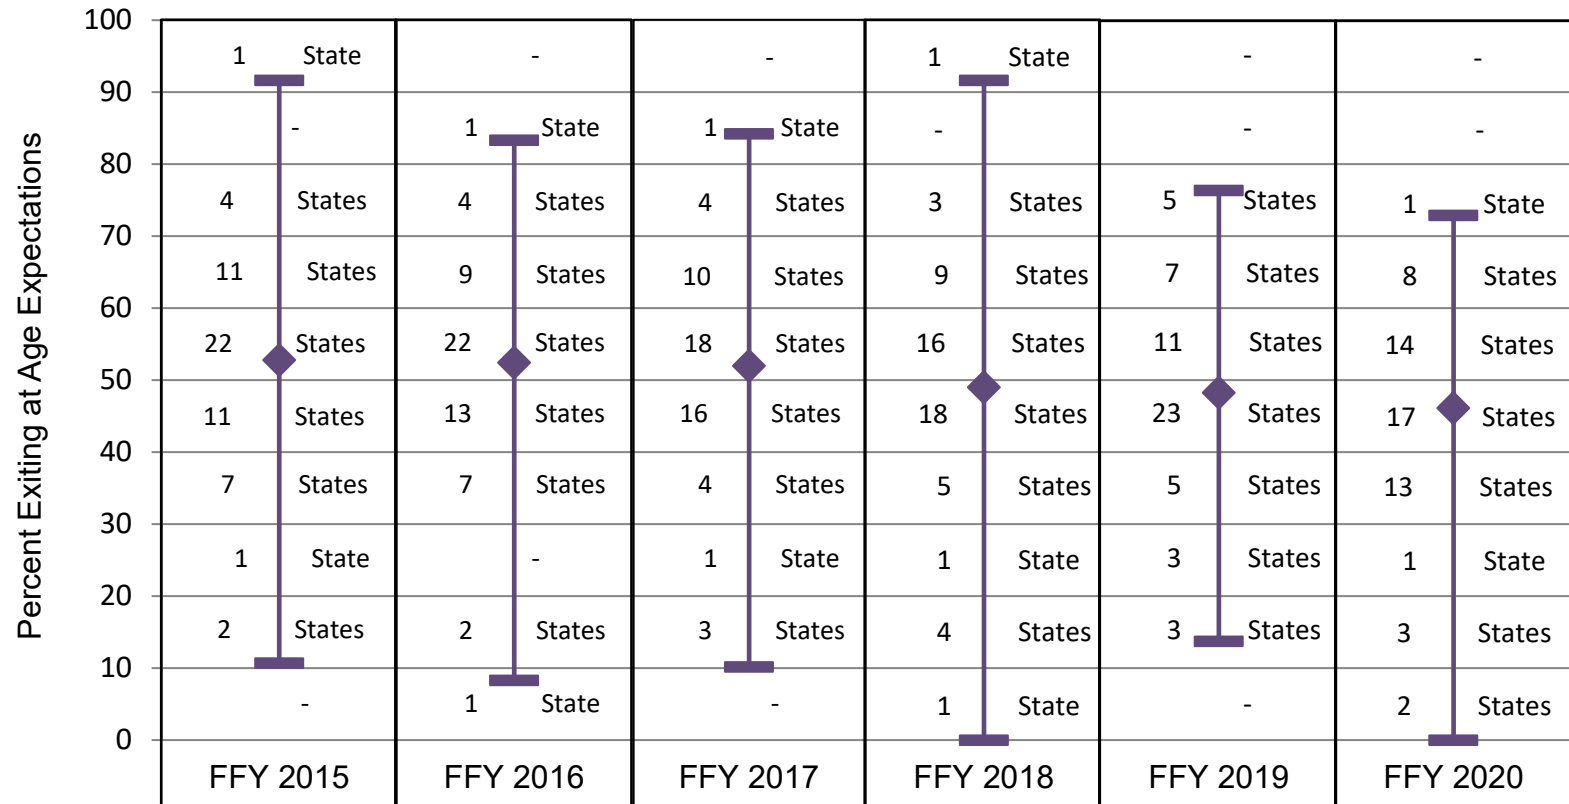 Percent Exiting at Age Expectations
100
1 State - - 1 State - -
90
- 1 State 1 State - - -
80
4 States 4 States 4 States 3 States 5 States 1 State
70
11 States 9 States 10 States 9 States 7 States 8 States
60
22 States 22 States 18 States 16 States 11 States 14 States
50
11 States 13 States 16 States 18 States 23 States 17 States
40
7 States 7 States 4 States 5 States 5 States 13 States
30
1 State - 1 State 1 State 3 States 1 State
20
2 States 2 States 3 States 4 States 3 States 3 States
10
- 1 State - 1 State - 2 States
0
FFY 2015 FFY 2016 FFY 2017 FFY 2018 FFY 2019 FFY 2020